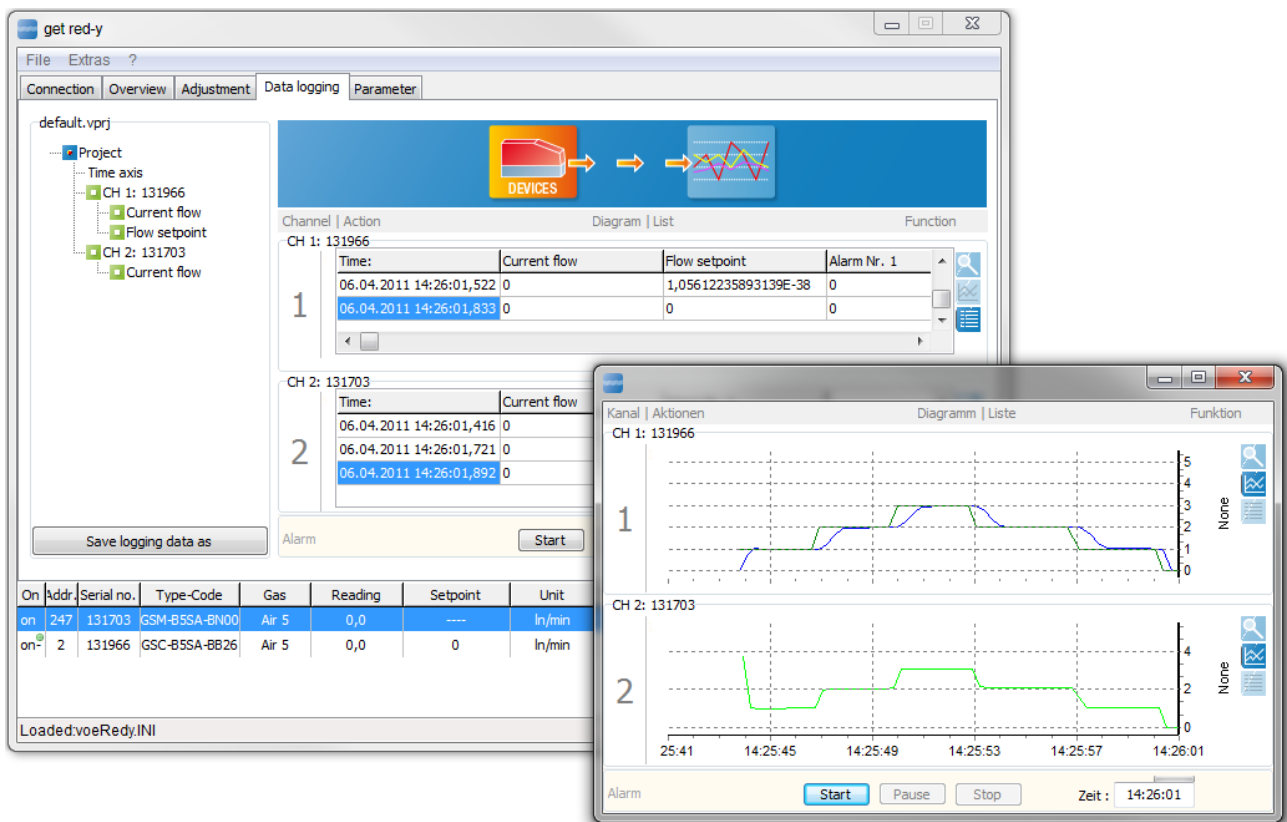 get red-y
File Extras ?
Connection Overview Adjustment Data logging Parameter
default.vprj
Project
Time axis
CH 1: 131966
Current flow
Flow setpoint
CH 2: 131703
Current flow
Save logging data as
DEVICES
Channel | Action Diagram | List Function
CH 1: 131966
1
Time: Current flow Flow setpoint Alarm Nr. 1
06.04.2011 14:26:01,522 0 1,05612235893139E-38 0
06.04.2011 14:26:01,833 0 0 0
CH 2: 131703
2
Time: Current flow
06.04.2011 14:26:01,416 0
06.04.2011 14:26:01,721 0
06.04.2011 14:26:01,892 0
Alarm Start
On Addr. Serial no. Type-Code Gas Reading Setpoint Unit
on 247 131703 GSM-B5SA-BN00 Air 5 0,0 ---- ln/min
on- 2 131966 GSC-B5SA-BB26 Air 5 0,0 0 ln/min
Loaded:voeRedy.INI
Kanal | Aktionen Diagramm | Liste Funktion
CH 1: 131966
1
5
4
3
2
1
0
None
CH 2: 131703
2
4
2
0
None
25:41 14:25:45 14:25:49 14:25:53 14:25:57 14:26:01
Alarm Start Pause Stop Zeit : 14:26:01